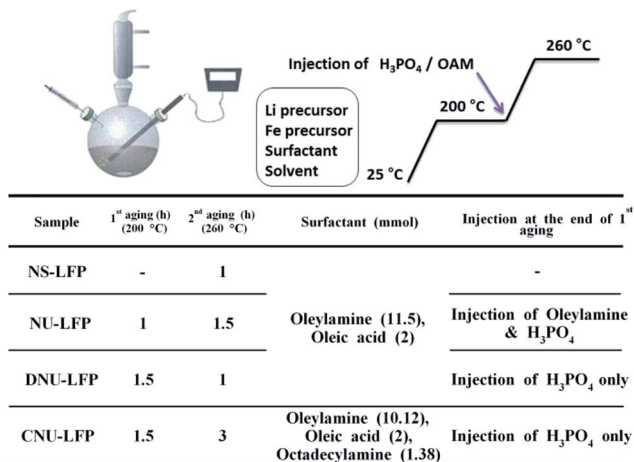 260 °C
Injection of H3PO4 / OAM
200 °C
Li precursor
Fe precursor
Surfactant
Solvent
25 °C
Sample
1st aging (h)
(200 °C)
2nd aging (h)
(260 °C)
Surfactant (mmol)
Injection at the end of 1st
aging
NS-LFP - 1 -
NU-LFP 1 1.5
Oleylamine (11.5),
Oleic acid (2)
Injection of Oleylamine
& H3PO4
DNU-LFP 1.5 1 Injection of H3PO4 only
CNU-LFP 1.5 3
Oleylamine (10.12),
Oleic acid (2),
Octadecylamine (1.38)
Injection of H3PO4 only